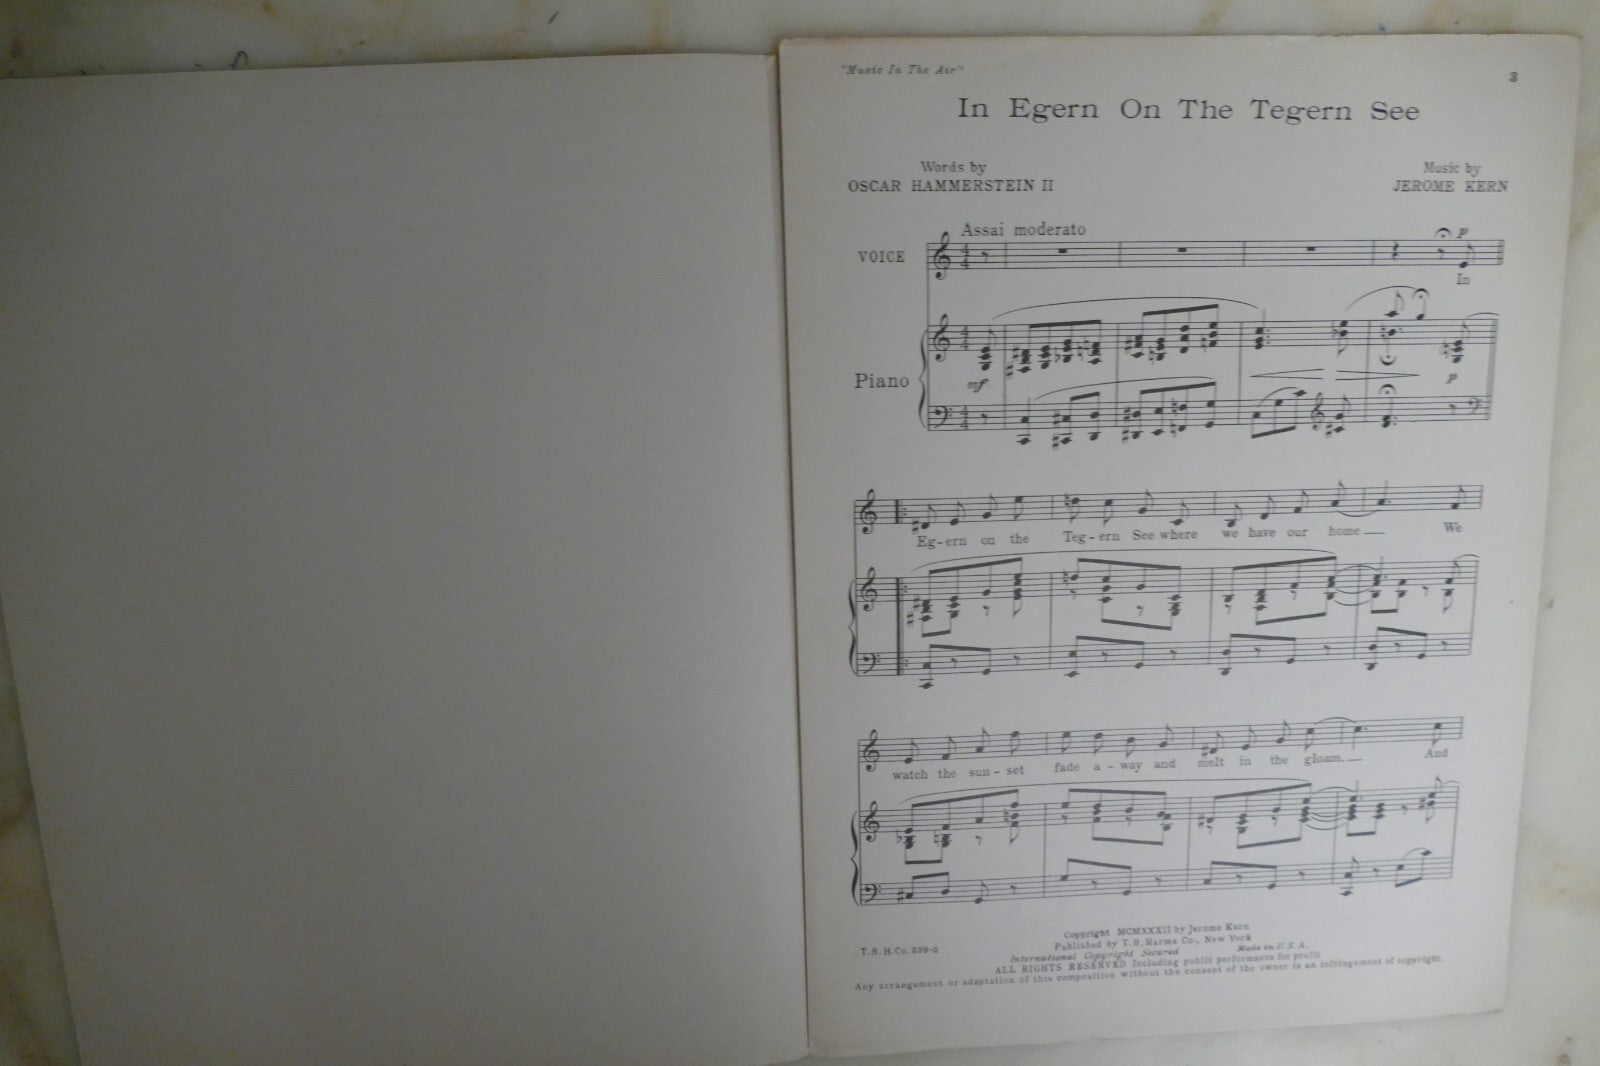 "Music In The Air"
3
In Egern On The Tegern See
Words by
OSCAR HAMMERSTEIN II
Music by
JEROME KERN
Assai moderato
VOICE
p
In
Piano
mf
p
Eg-ern on the Teg-ern See where we have our home We
watch the sun-set fade a-way and melt in the gloam. And
T.B.H.Co. 339-3
Copyright MCMXXXII by Jerome Kern
Published by T.B. Harms Co., New York
International Copyright Secured Made in U.S.A.
ALL RIGHTS RESERVED Including public performance for profit
Any arrangement or adaptation of this composition without the consent of the owner is an infringement of copyright.